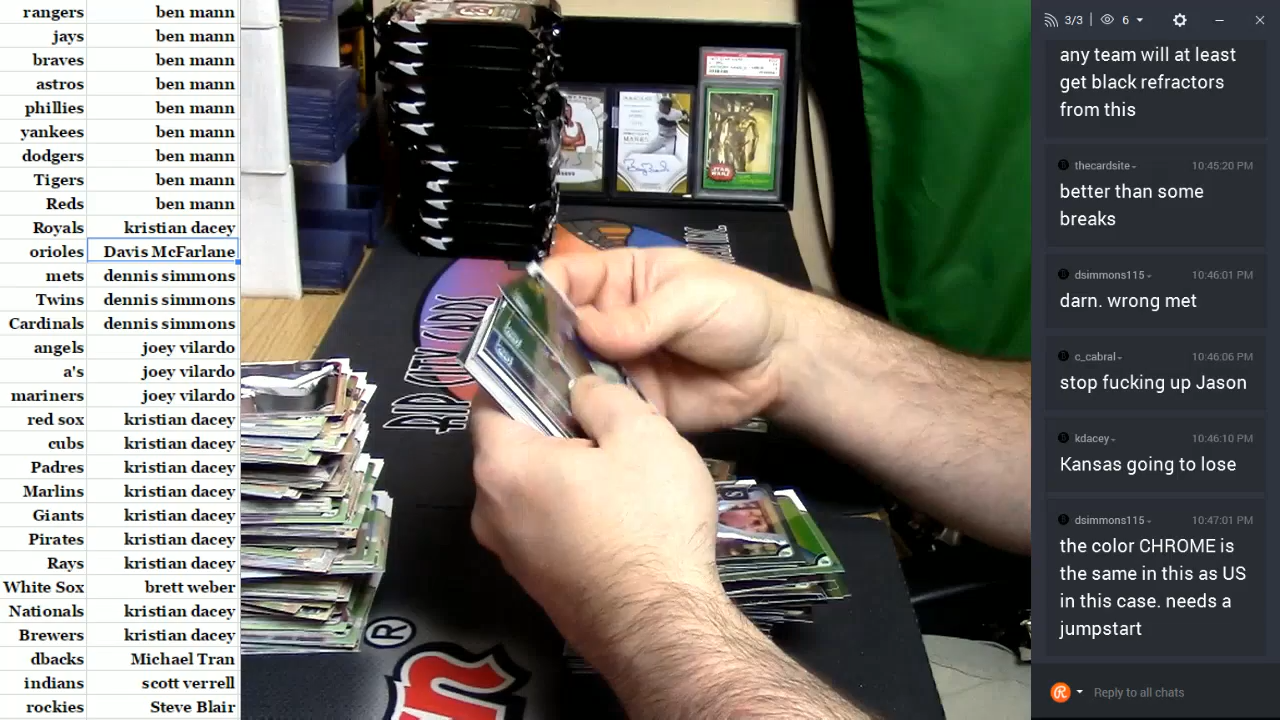 rangers ben mann
jays ben mann
braves ben mann
astros ben mann
phillies ben mann
yankees ben mann
dodgers ben mann
Tigers ben mann
Reds ben mann
Royals kristian dacey
orioles Davis McFarlane
mets dennis simmons
Twins dennis simmons
Cardinals dennis simmons
angels joey vilardo
a's joey vilardo
mariners joey vilardo
red sox kristian dacey
cubs kristian dacey
Padres kristian dacey
Marlins kristian dacey
Giants kristian dacey
Pirates kristian dacey
Rays kristian dacey
White Sox brett weber
Nationals kristian dacey
Brewers kristian dacey
dbacks Michael Tran
indians scott verrell
rockies Steve Blair
STAR
WARS
RIP CITY CARDS
®
3/3 6
any team will at least
get black refractors
from this
thecardsite 10:45:20 PM
better than some
breaks
dsimmons115 10:46:01 PM
darn. wrong met
c_cabral 10:46:06 PM
stop fucking up Jason
kdacey 10:46:10 PM
Kansas going to lose
dsimmons115 10:47:01 PM
the color CHROME is
the same in this as US
in this case. needs a
jumpstart
Reply to all chats